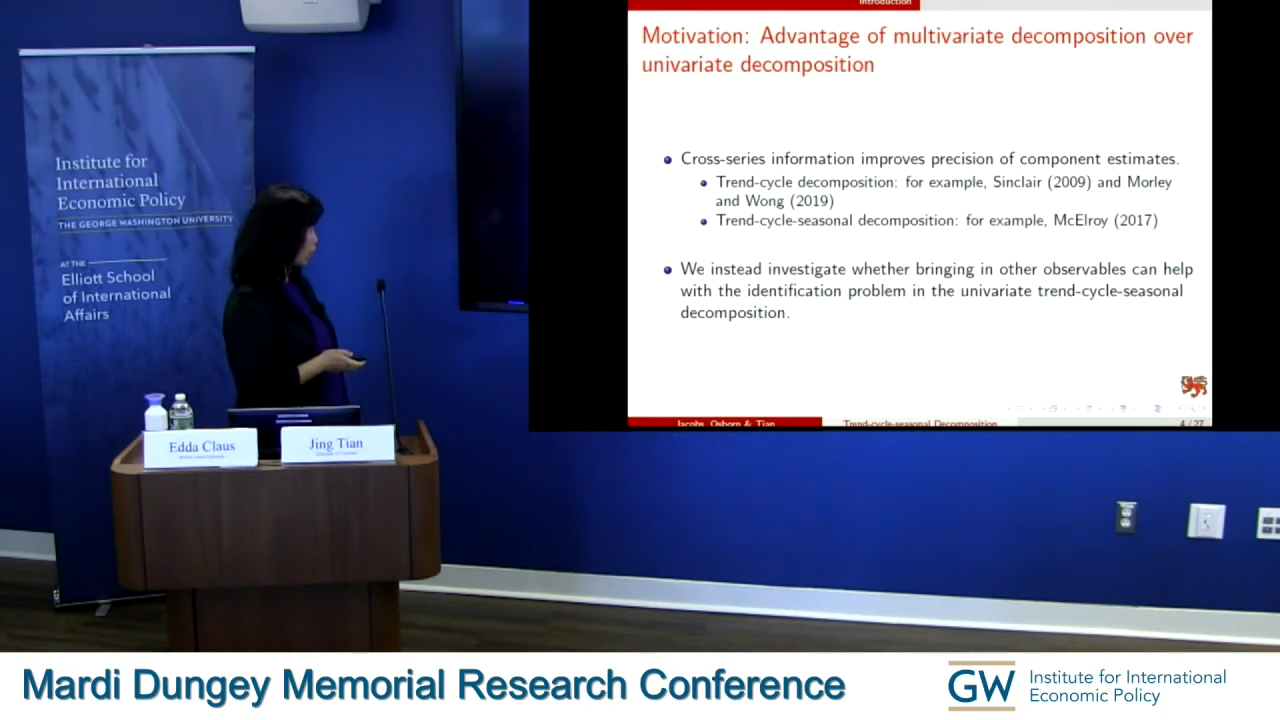 Institute for
International
Economic Policy
THE GEORGE WASHINGTON UNIVERSITY
AT THE
Elliott School
of International
Affairs
Introduction
Motivation: Advantage of multivariate decomposition over
univariate decomposition
Cross-series information improves precision of component estimates.
Trend-cycle decomposition: for example, Sinclair (2009) and Morley
and Wong (2019)
Trend-cycle-seasonal decomposition: for example, McElroy (2017)
We instead investigate whether bringing in other observables can help
with the identification problem in the univariate trend-cycle-seasonal
decomposition.
Jacobs, Osborn & Tian
Trend-cycle-seasonal Decomposition
4 / 27
Edda Claus
Jing Tian
Mardi Dungey Memorial Research Conference
GW
Institute for International
Economic Policy